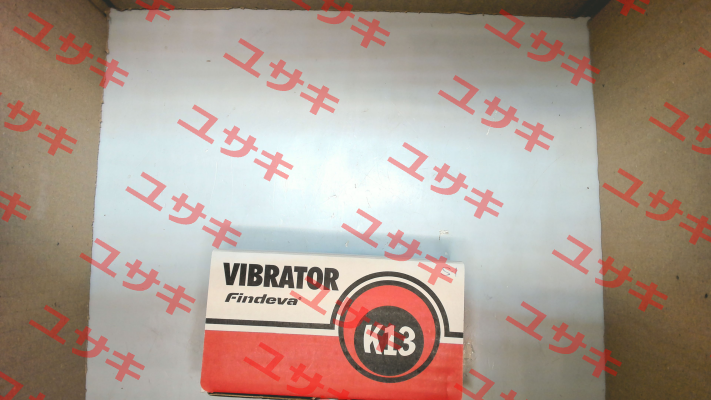 VIBRATOR
Findeva
K13
ユサキ